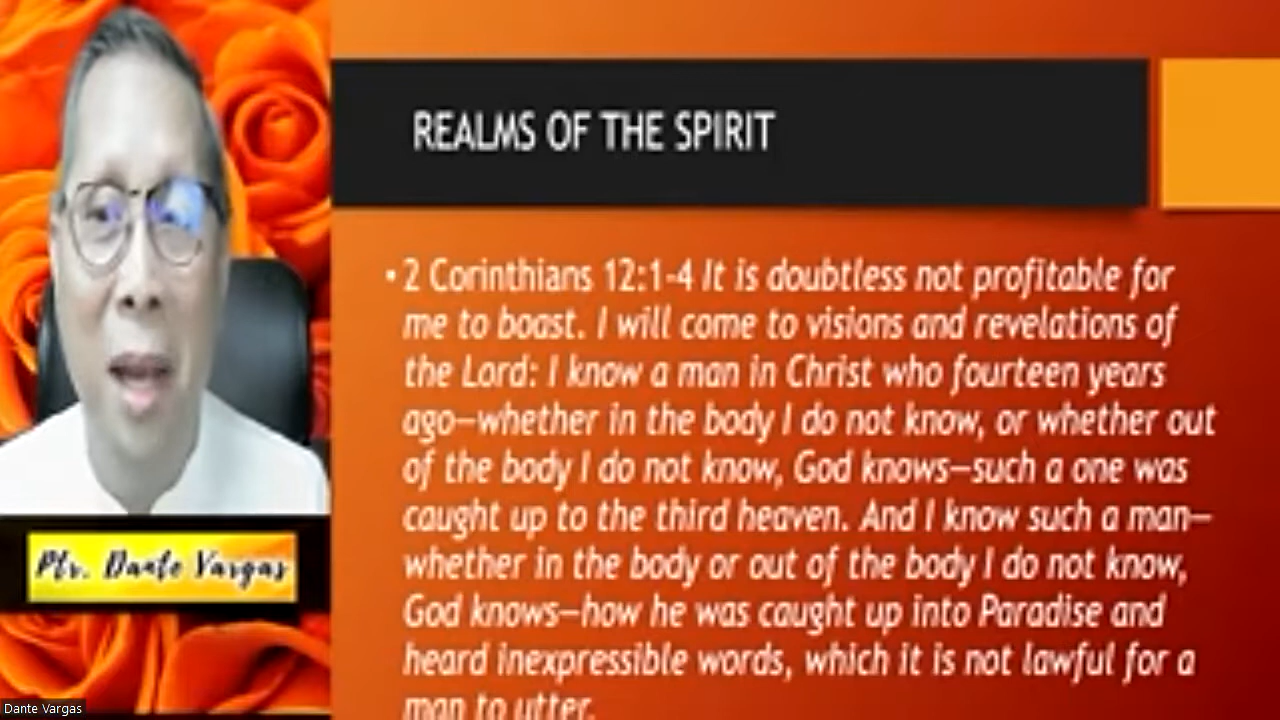 REALMS OF THE SPIRIT
•2 Corinthians 12:1-4 It is doubtless not profitable for
me to boast. I will come to visions and revelations of
the Lord: I know a man in Christ who fourteen years
ago—whether in the body I do not know, or whether out
of the body I do not know, God knows—such a one was
caught up to the third heaven. And I know such a man—
whether in the body or out of the body I do not know,
God knows—how he was caught up into Paradise and
heard inexpressible words, which it is not lawful for a
man to utter.
Ptr. Dante Vargas
Dante Vargas